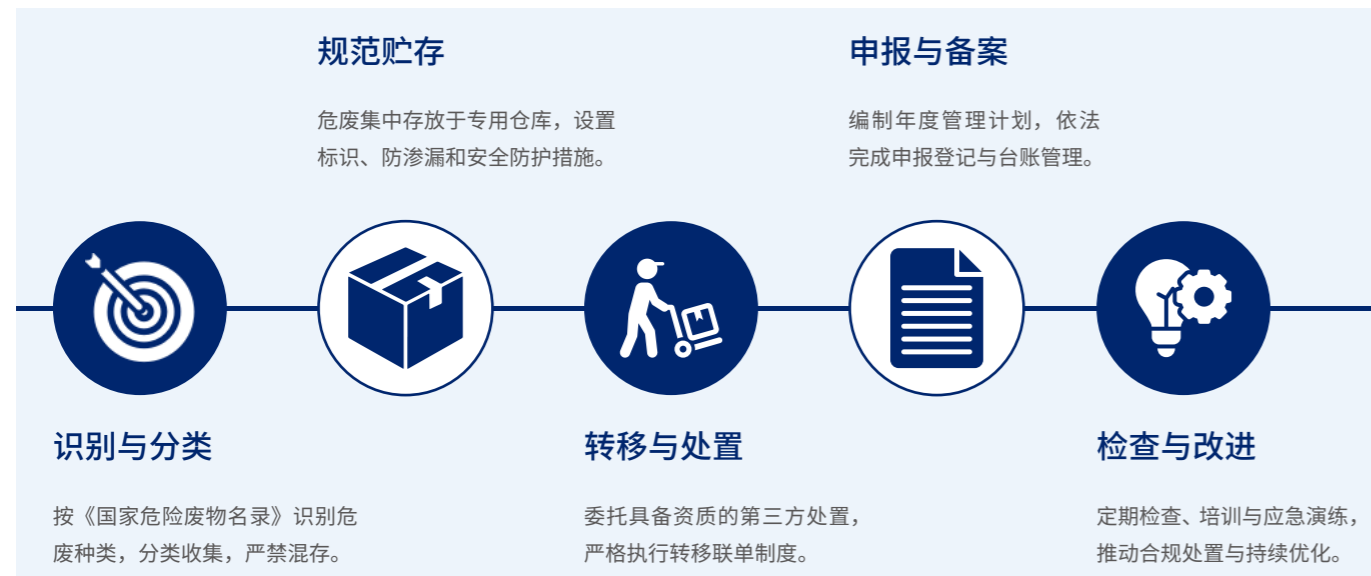 规范贮存
危废集中存放于专用仓库，设置
标识、防渗漏和安全防护措施。
申报与备案
编制年度管理计划，依法
完成申报登记与台账管理。
识别与分类
按《国家危险废物名录》识别危
废种类，分类收集，严禁混存。
转移与处置
委托具备资质的第三方处置，
严格执行转移联单制度。
检查与改进
定期检查、培训与应急演练，
推动合规处置与持续优化。